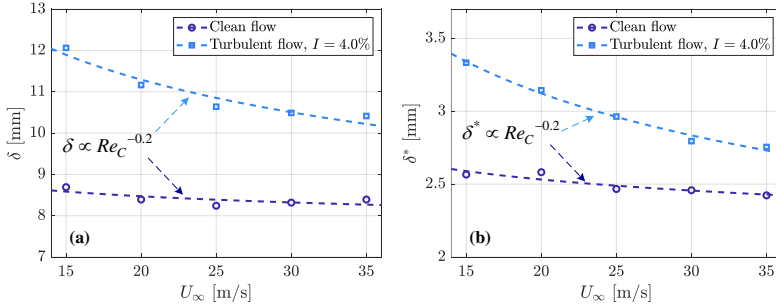 13
12
11
10
9
8
7
δ [mm]
Clean flow
Turbulent flow, I = 4.0%
δ ∝ Re_C^{−0.2}
(a)
15 20 25 30 35
U_∞ [m/s]
3.5
3
2.5
2
δ* [mm]
Clean flow
Turbulent flow, I = 4.0%
δ* ∝ Re_C^{−0.2}
(b)
15 20 25 30 35
U_∞ [m/s]